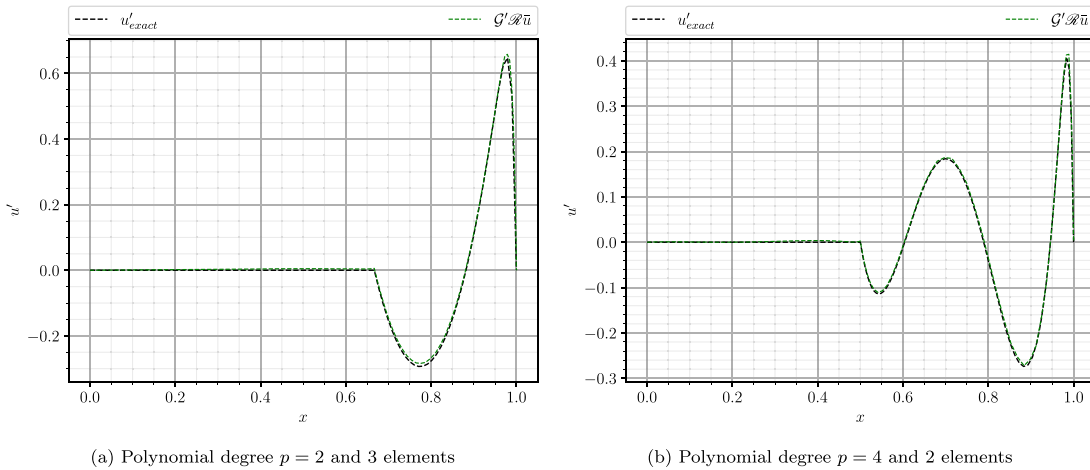 u′exact 𝒢′ℛū
u′exact 𝒢′ℛū
0.6
0.4
0.2
0.0
−0.2
u′
0.0 0.2 0.4 0.6 0.8 1.0
x
0.4
0.3
0.2
0.1
0.0
−0.1
−0.2
−0.3
u′
0.0 0.2 0.4 0.6 0.8 1.0
x
(a) Polynomial degree p = 2 and 3 elements
(b) Polynomial degree p = 4 and 2 elements